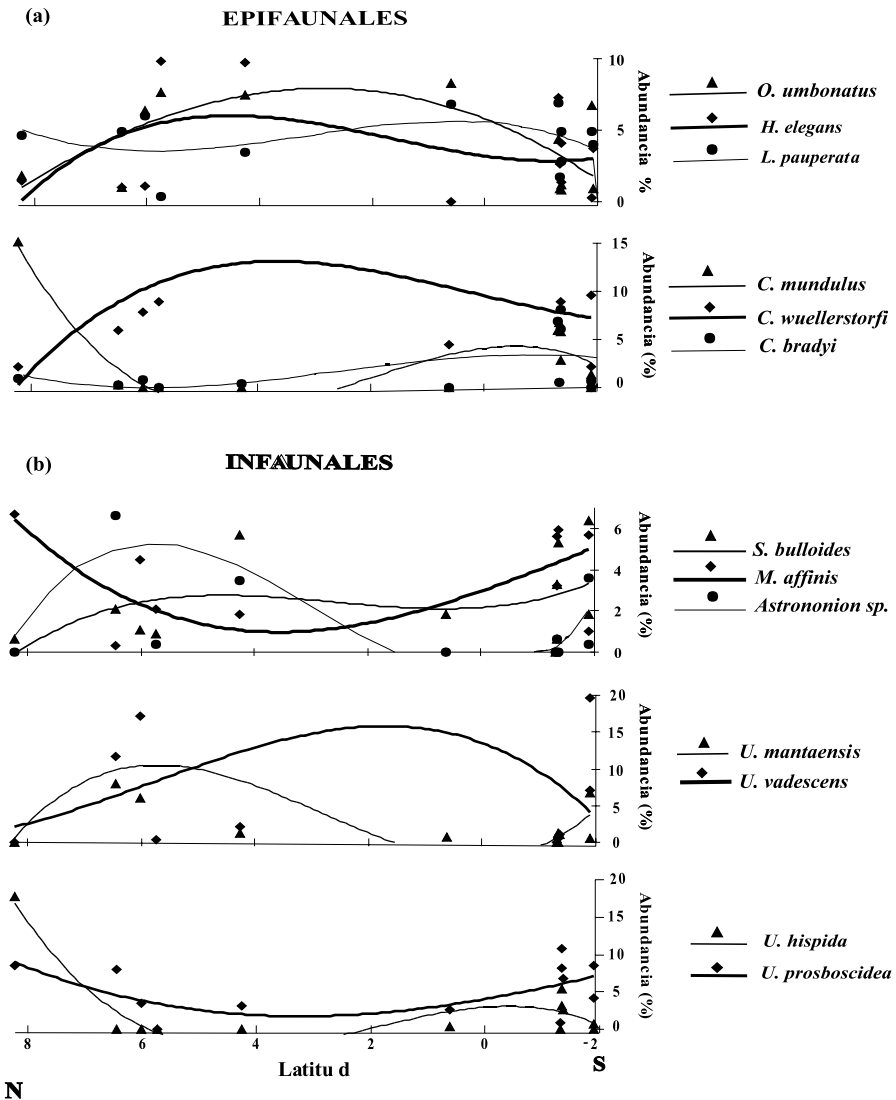 (a)
EPIFAUNALES
10
5
0
Abundancia %
O. umbonatus
H. elegans
L. pauperata
15
10
5
0
Abundancia (%)
C. mundulus
C. wuellerstorfi
C. bradyi
(b)
INFAUNALES
6
4
2
0
Abundancia (%)
S. bulloides
M. affinis
Astrononion sp.
20
15
10
5
0
Abundancia (%)
U. mantaensis
U. vadescens
20
15
10
5
0
Abundancia (%)
U. hispida
U. prosboscidea
8 6 4 2 0 -2
Latitu d
N
S